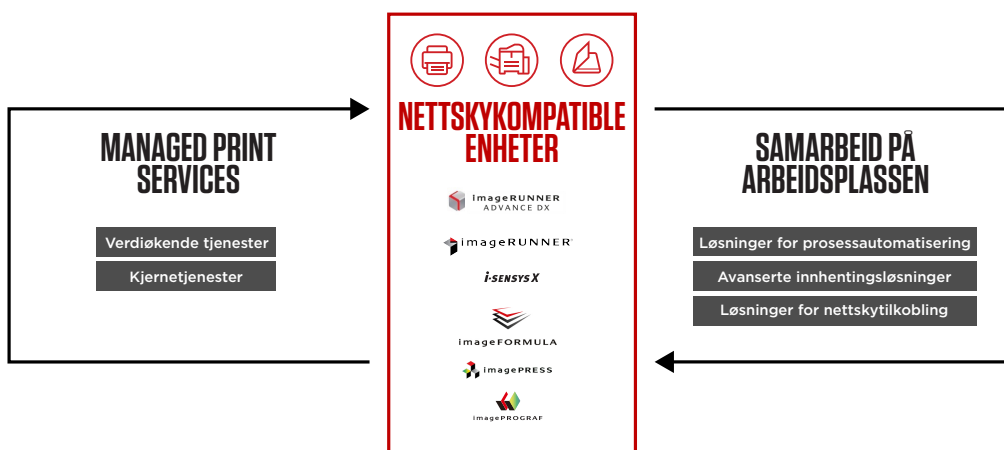 MANAGED PRINT
SERVICES
Verdiøkende tjenester
Kjernetjenester
NETTSKYKOMPATIBLE
ENHETER
imageRUNNER
ADVANCE DX
imageRUNNER
i-SENSYS X
imageFORMULA
imagePRESS
imagePROGRAF
SAMARBEID PÅ
ARBEIDSPLASSEN
Løsninger for prosessautomatisering
Avanserte innhentingsløsninger
Løsninger for nettskytilkobling